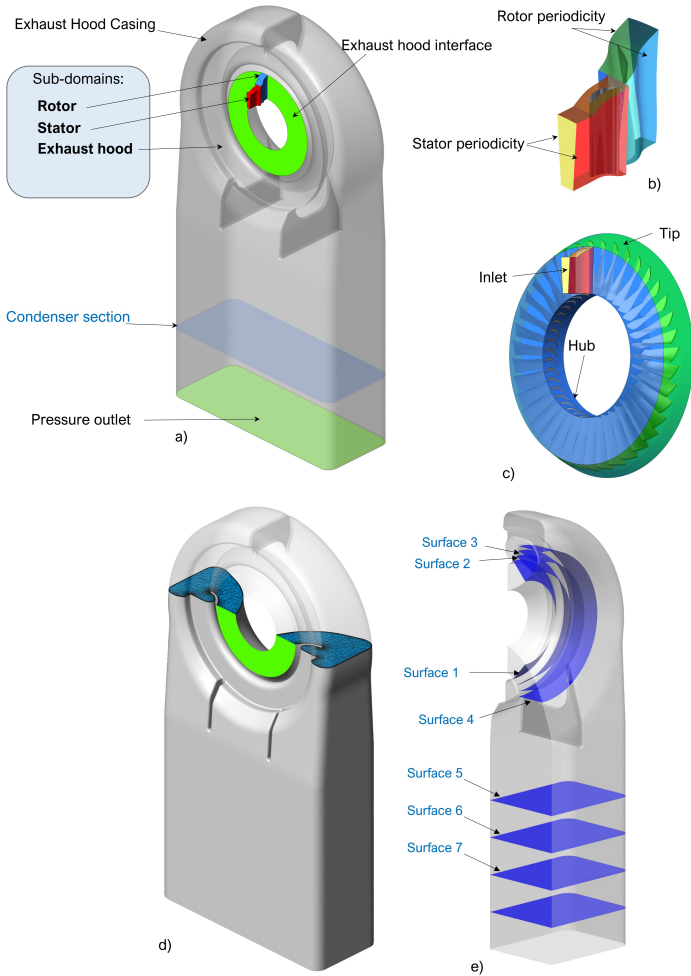 Exhaust Hood Casing
Exhaust hood interface
Sub-domains:
Rotor
Stator
Exhaust hood
Condenser section
Pressure outlet
a)
Rotor periodicity
Stator periodicity
b)
Tip
Inlet
Hub
c)
d)
Surface 3
Surface 2
Surface 1
Surface 4
Surface 5
Surface 6
Surface 7
e)